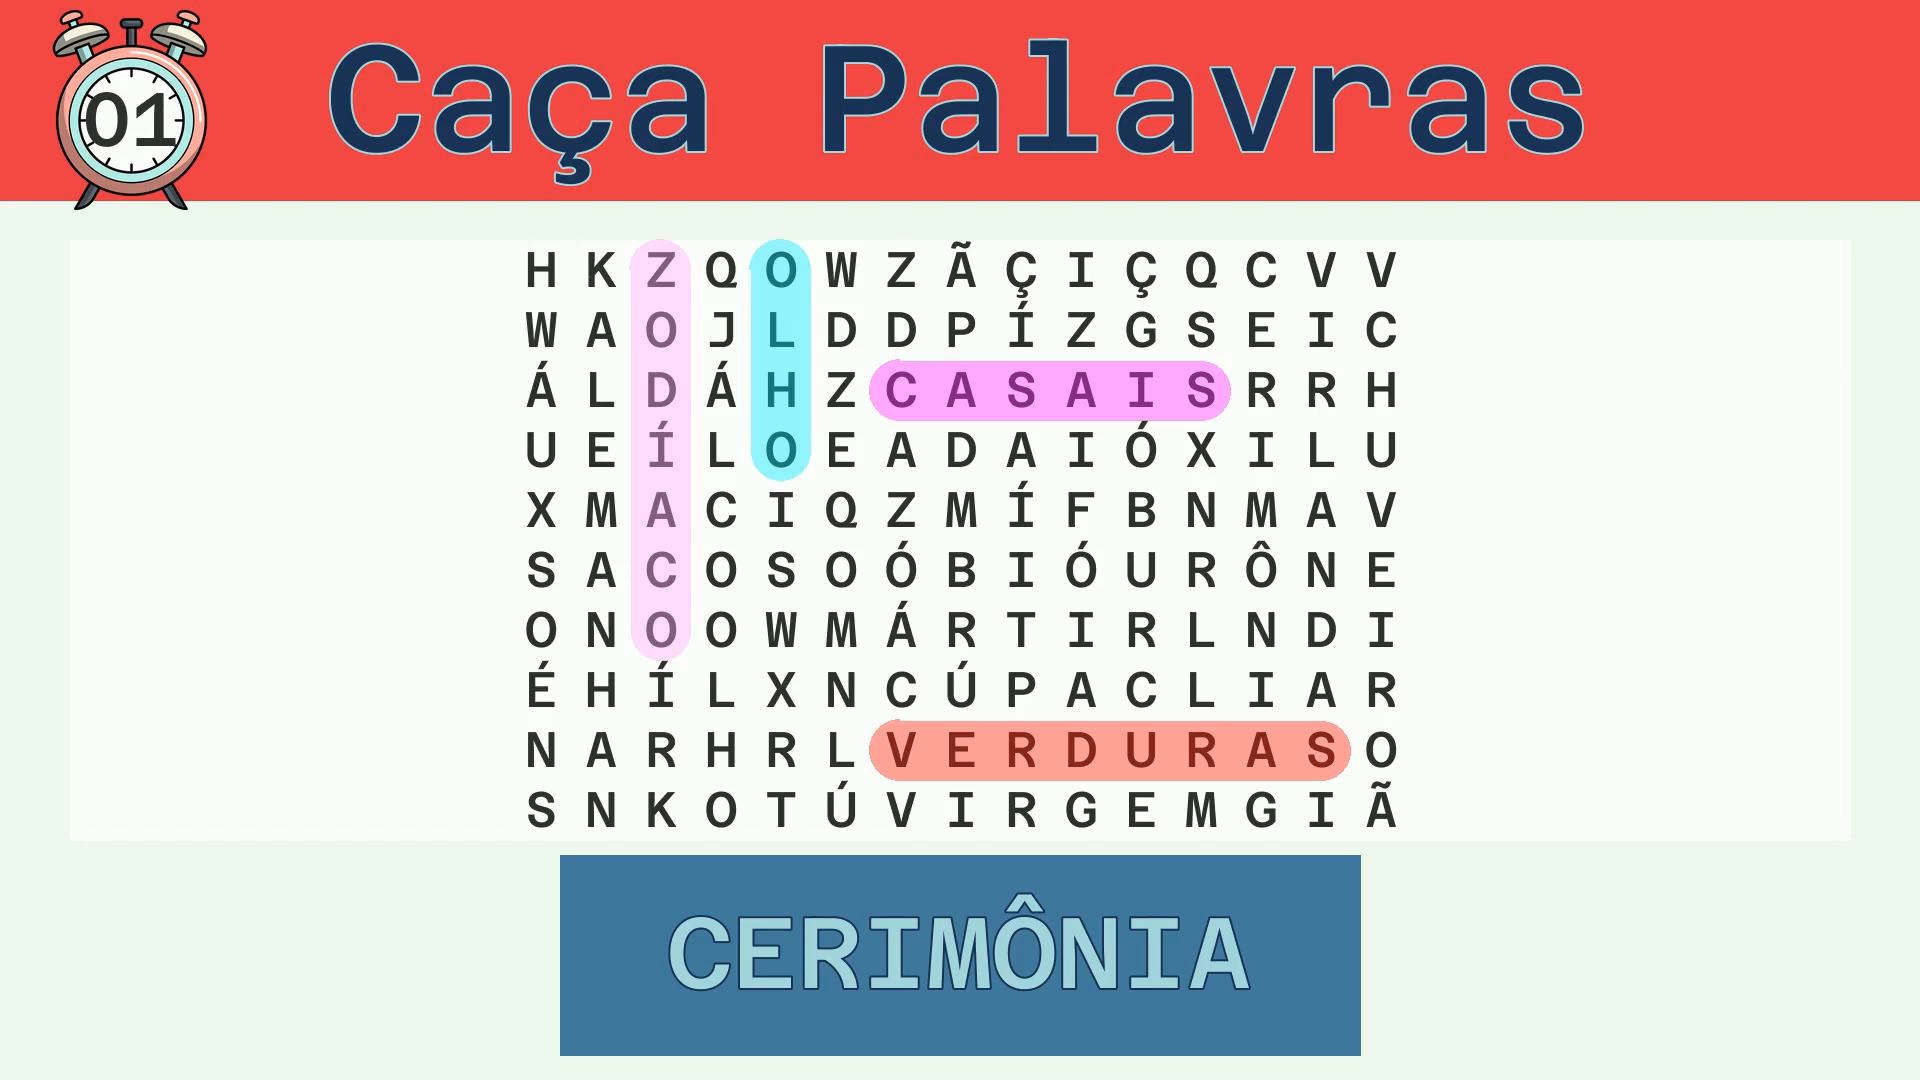 01
Caça Palavras
H K Z Q O W Z Ã Ç I Ç Q C V V
W A O J L D D P Í Z G S E I C
Á L D Á H Z C A S A I S R R H
U E Í L O E A D A I Ó X I L U
X M A C I Q Z M Í F B N M A V
S A C O S O Ó B I Ó U R Ô N E
O N O O W M Á R T I R L N D I
É H Í L X N C Ú P A C L I A R
N A R H R L V E R D U R A S O
S N K O T Ú V I R G E M G I Ã
CERIMÔNIA